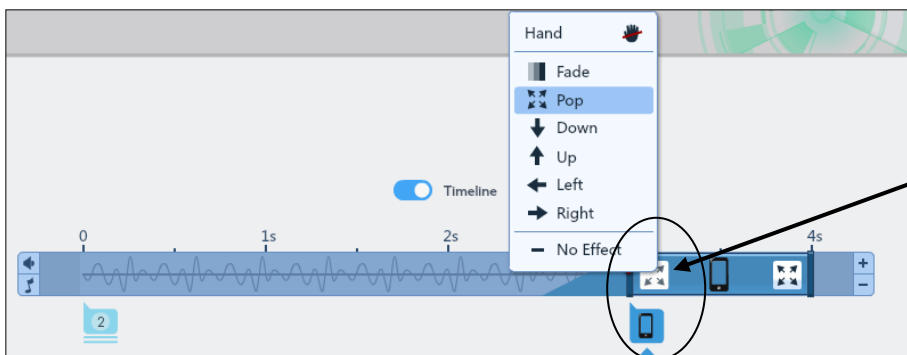 Hand
Fade
Pop
Down
Up
Left
Right
No Effect
Timeline
0 1s 2s 4s
+
−
2